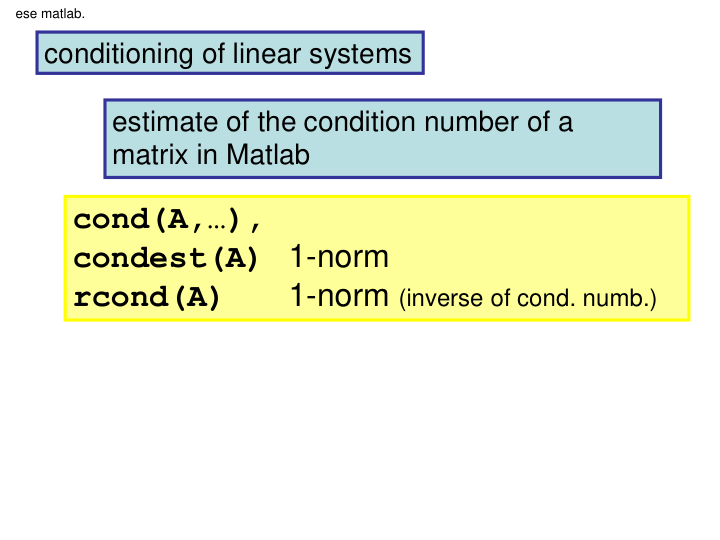 ese matlab.
conditioning of linear systems
estimate of the condition number of a
matrix in Matlab
cond(A,…),
condest(A) 1-norm
rcond(A) 1-norm (inverse of cond. numb.)